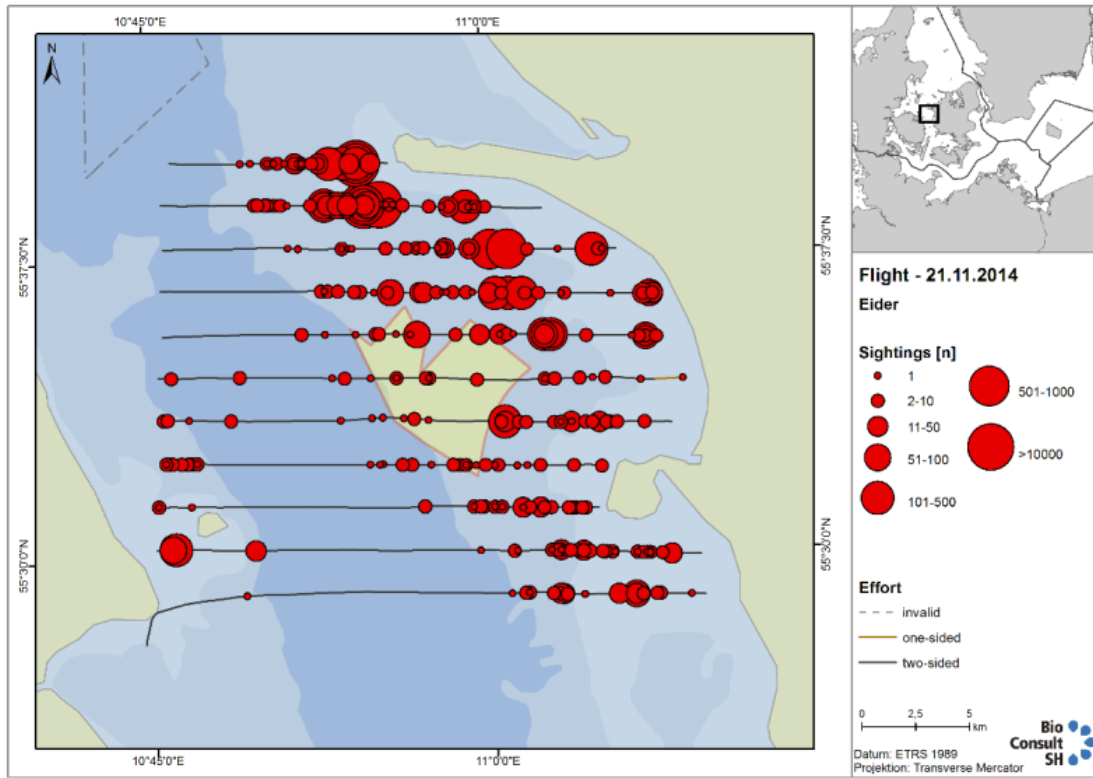 10°45'0"E
11°0'0"E
N
55°37'30"N
55°37'30"N
55°30'0"N
55°30'0"N
10°45'0"E
11°0'0"E
Flight - 21.11.2014
Eider
Sightings [n]
1
2-10
11-50
51-100
101-500
501-1000
>10000
Effort
invalid
one-sided
two-sided
0 2,5 5
km
Datum: ETRS 1989
Projektion: Transverse Mercator
Bio
Consult
SH